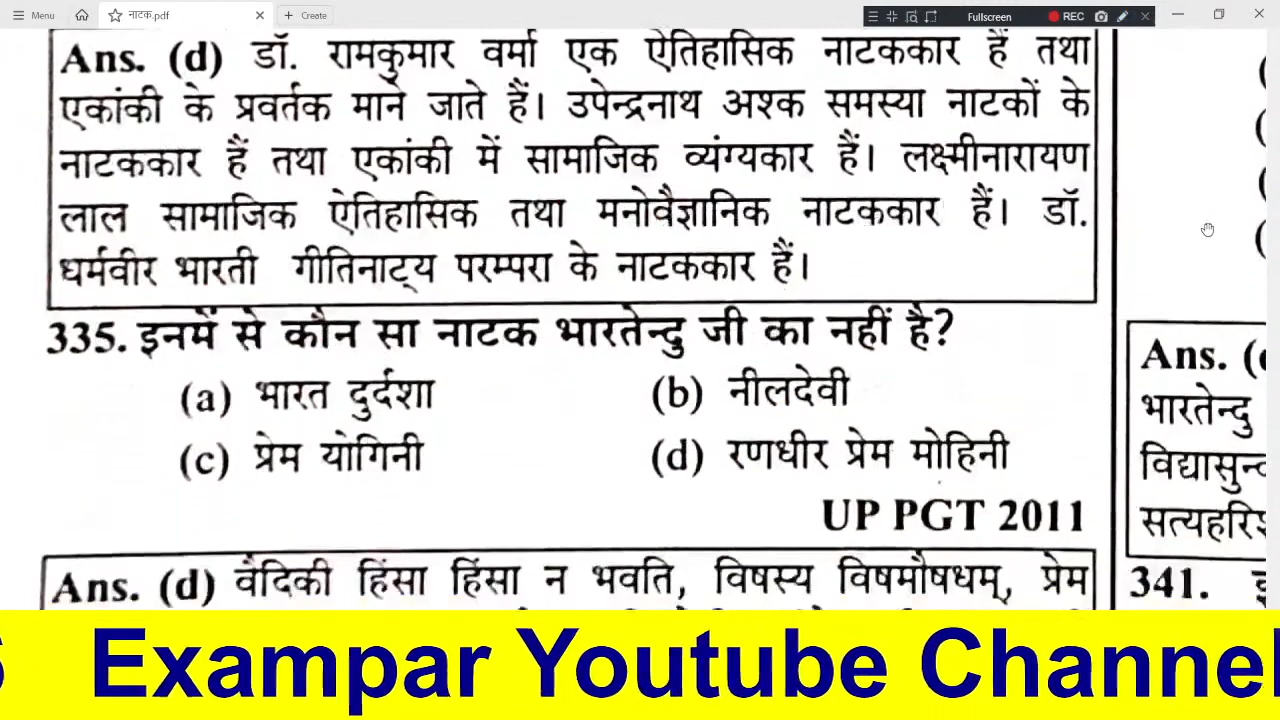 Menu
नाटक.pdf
Create
Fullscreen
REC
Ans. (d) डॉ. रामकुमार वर्मा एक ऐतिहासिक नाटककार हैं तथा
एकांकी के प्रवर्तक माने जाते हैं। उपेन्द्रनाथ अश्क समस्या नाटकों के
नाटककार हैं तथा एकांकी में सामाजिक व्यंग्यकार हैं। लक्ष्मीनारायण
लाल सामाजिक ऐतिहासिक तथा मनोवैज्ञानिक नाटककार हैं। डॉ.
धर्मवीर भारती गीतिनाट्य परम्परा के नाटककार हैं।
335. इनमें से कौन सा नाटक भारतेन्दु जी का नहीं है?
(a) भारत दुर्दशा
(b) नीलदेवी
(c) प्रेम योगिनी
(d) रणधीर प्रेम मोहिनी
UP PGT 2011
Ans. (d) वैदिकी हिंसा हिंसा न भवति, विषस्य विषमौषधम्, प्रेम
Ans.
भारतेन्दु
341.
Exampar Youtube Channel